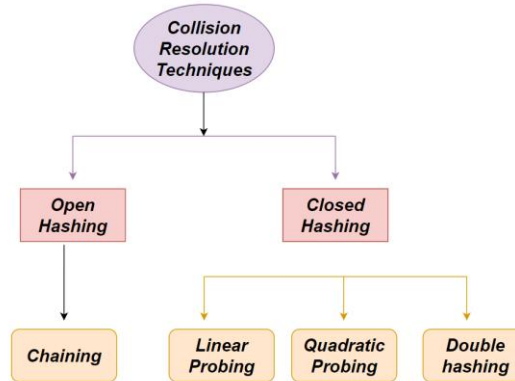 Collision
Resolution
Techniques
Open
Hashing
Closed
Hashing
Chaining
Linear
Probing
Quadratic
Probing
Double
hashing